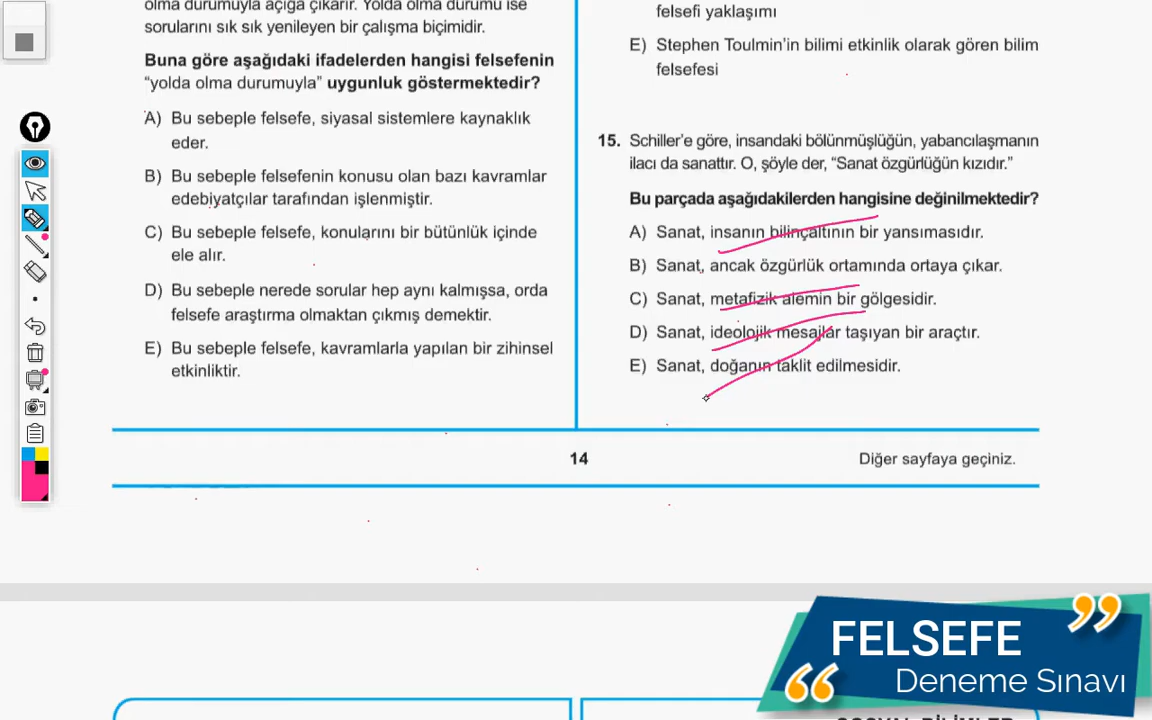 olma durumuyla açığa çıkarır. Yolda olma durumu ise
sorularını sık sık yenileyen bir çalışma biçimidir.
Buna göre aşağıdaki ifadelerden hangisi felsefenin
“yolda olma durumuyla” uygunluk göstermektedir?
A) Bu sebeple felsefe, siyasal sistemlere kaynaklık
eder.
B) Bu sebeple felsefenin konusu olan bazı kavramlar
edebiyatçılar tarafından işlenmiştir.
C) Bu sebeple felsefe, konularını bir bütünlük içinde
ele alır.
D) Bu sebeple nerede sorular hep aynı kalmışsa, orda
felsefe araştırma olmaktan çıkmış demektir.
E) Bu sebeple felsefe, kavramlarla yapılan bir zihinsel
etkinliktir.
felsefi yaklaşımı
E) Stephen Toulmin’in bilimi etkinlik olarak gören bilim
felsefesi
15. Schiller’e göre, insandaki bölünmüşlüğün, yabancılaşmanın
ilacı da sanattır. O, şöyle der, “Sanat özgürlüğün kızıdır.”
Bu parçada aşağıdakilerden hangisine değinilmektedir?
A) Sanat, insanın bilinçaltının bir yansımasıdır.
B) Sanat, ancak özgürlük ortamında ortaya çıkar.
C) Sanat, metafizik alemin bir gölgesidir.
D) Sanat, ideolojik mesajlar taşıyan bir araçtır.
E) Sanat, doğanın taklit edilmesidir.
14
Diğer sayfaya geçiniz.
FELSEFE
Deneme Sınavı
SOSYAL BİLİMLER